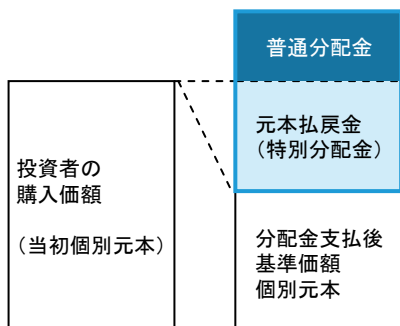 普通分配金
元本払戻金
（特別分配金）
投資者の
購入価額
（当初個別元本）
分配金支払後
基準価額
個別元本